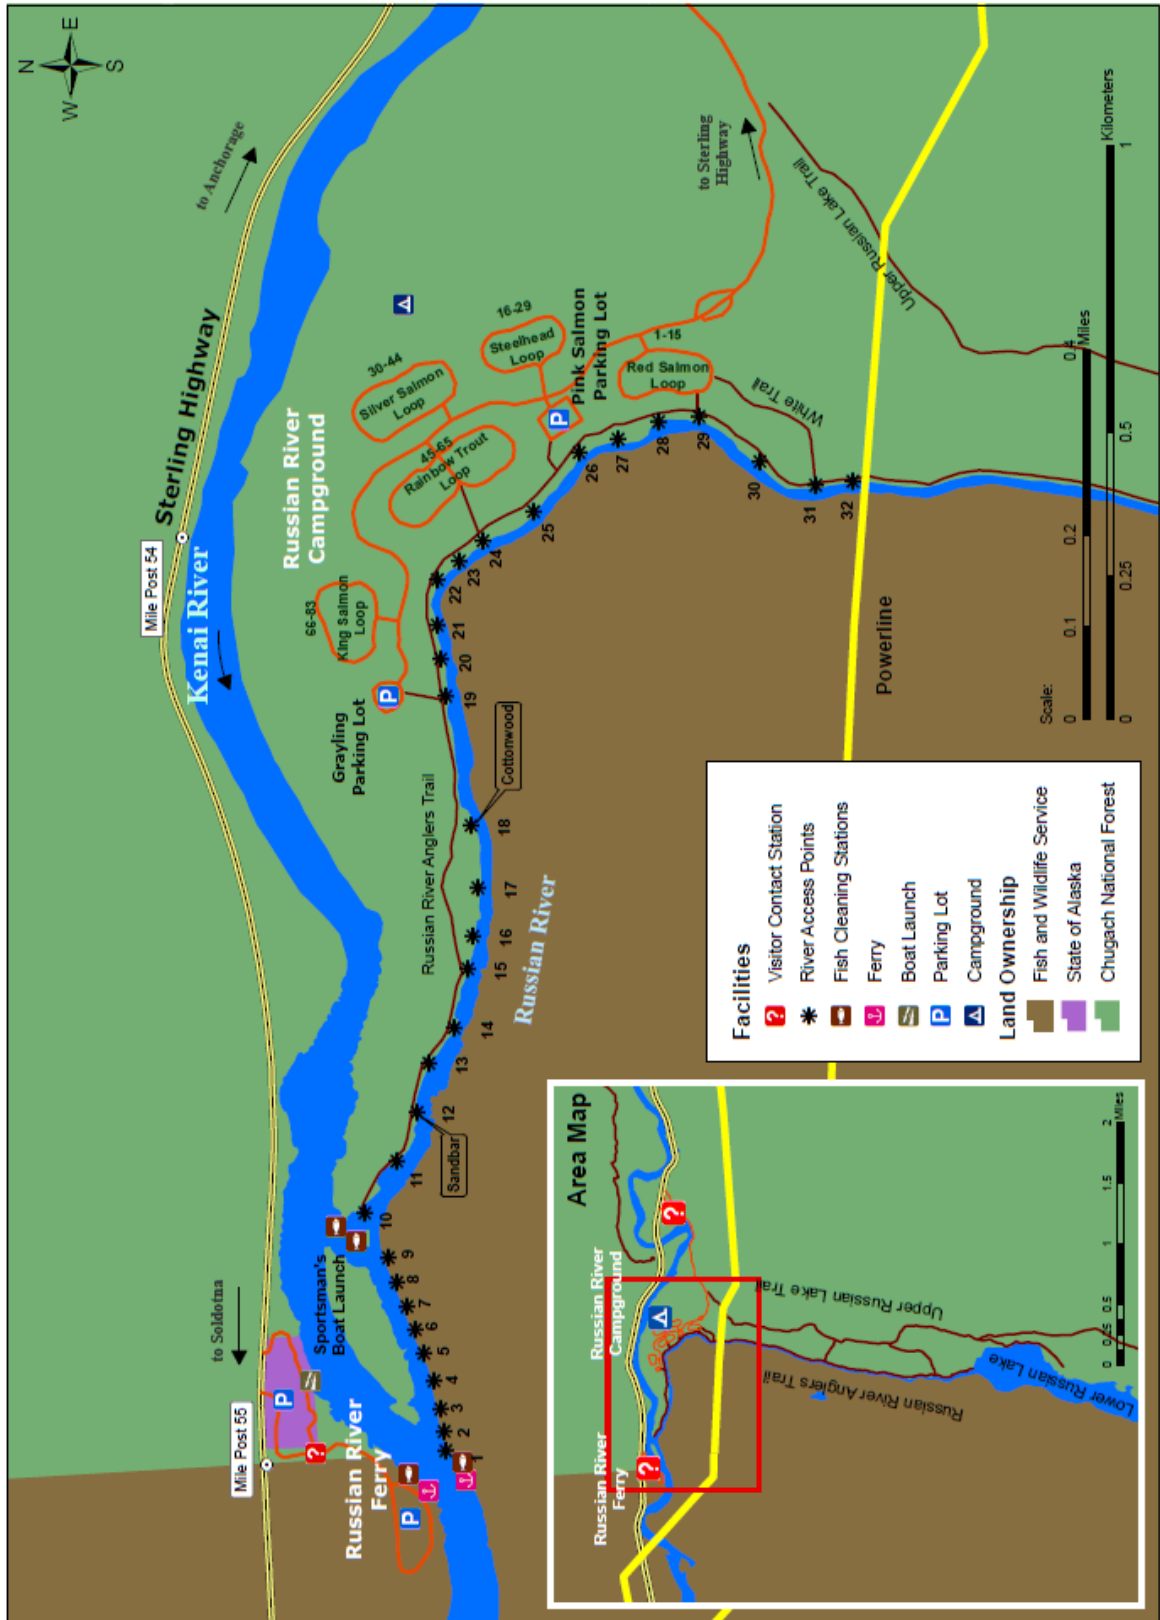 N
W
E
S
to Anchorage
Sterling Highway
Mile Post 54
Kenai River
to Soldotna
Mile Post 55
Russian River
Campground
30-44
Silver Salmon
Loop
16-29
Steelhead
Loop
45-65
Rainbow Trout
Loop
66-83
King Salmon
Loop
Pink Salmon
Parking Lot
P
1-15
Red Salmon
Loop
to Sterling
Highway
White Trail
Upper Russian Lake Trail
Grayling
Parking Lot
P
Russian River Anglers Trail
Cottonwood
Russian River
Sandbar
Sportsman's
Boat Launch
P
?
Russian River
Ferry
P
1
2
3
4
5
6
7
8
9
10
11
12
13
14
15
16
17
18
19
20
21
22
23
24
25
26
27
28
29
30
31
32
Powerline
Scale:
0
0.1
0.2
0.4
Miles
0
0.25
0.5
1
Kilometers
Facilities
? Visitor Contact Station
River Access Points
Fish Cleaning Stations
Ferry
Boat Launch
P Parking Lot
Campground
Land Ownership
Fish and Wildlife Service
State of Alaska
Chugach National Forest
Area Map
Russian River
Ferry
?
Russian River
Campground
?
Russian River Anglers Trail
Upper Russian Lake Trail
Lower Russian Lake
0
0.25
0.5
1
1.5
2
Miles